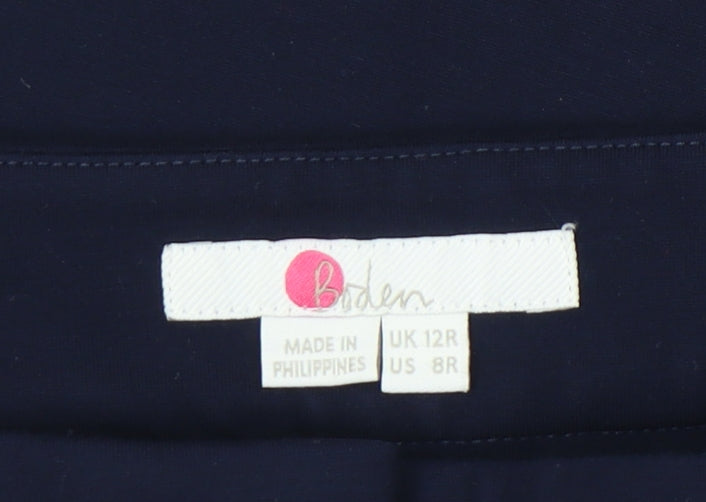 Boden
MADE IN
PHILIPPINES
UK 12R
US 8R